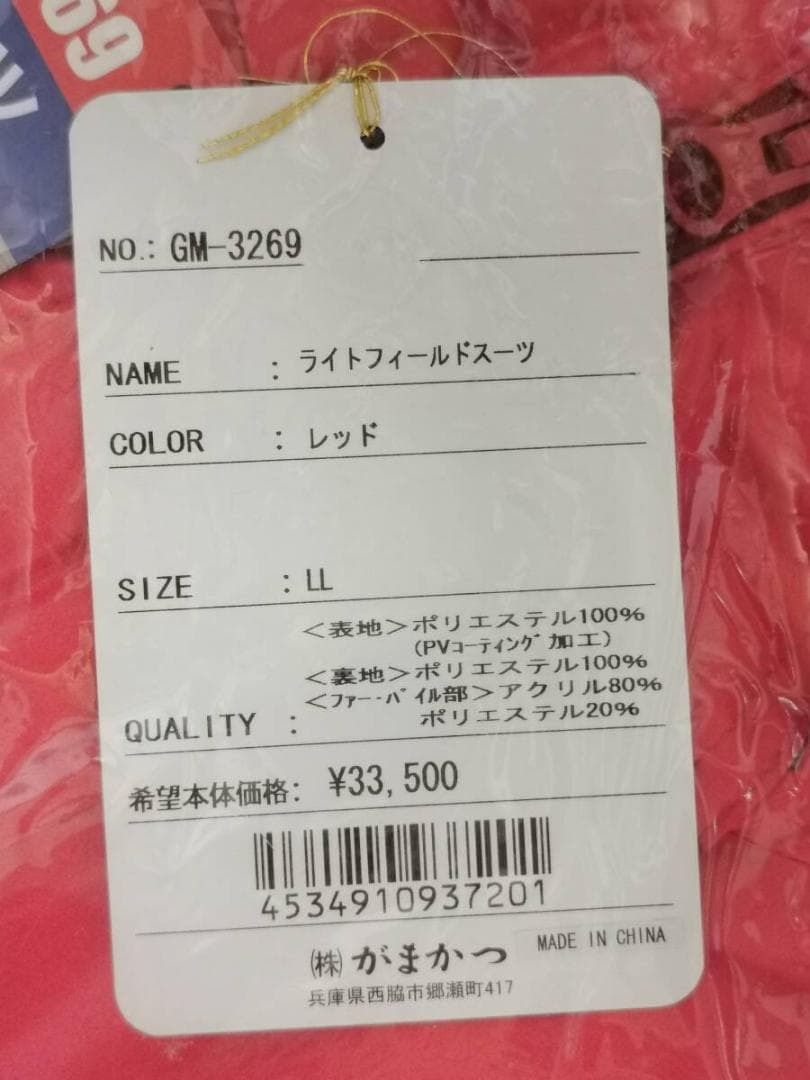 69
NO.: GM-3269
NAME : ライトフィールドスーツ
COLOR : レッド
SIZE : LL
＜表地＞ポリエステル100%
(PVコーティング加工)
＜裏地＞ポリエステル100%
＜ファー・パイル部＞アクリル80%
QUALITY : ポリエステル20%
希望本体価格: ¥33,500
4534910937201
㈱がまかつ MADE IN CHINA
兵庫県西脇市郷瀬町417